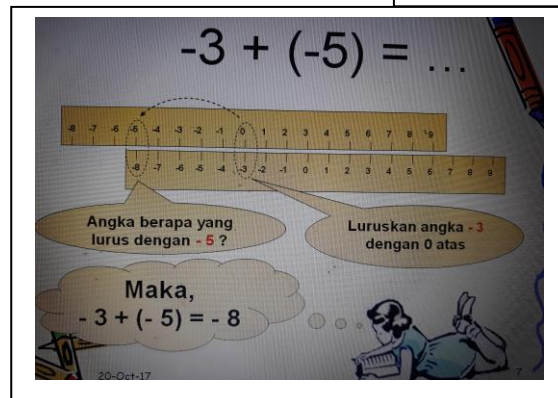 -3 + (-5) = ...
-8 -7 -6 -5 -4 -3 -2 -1 0 1 2 3 4 5 6 7 8 9
-8 -7 -6 -5 -4 -3 -2 -1 0 1 2 3 4 5 6 7 8 9
Angka berapa yang
lurus dengan - 5 ?
Luruskan angka - 3
dengan 0 atas
Maka,
- 3 + (- 5) = - 8
20-Oct-17
7